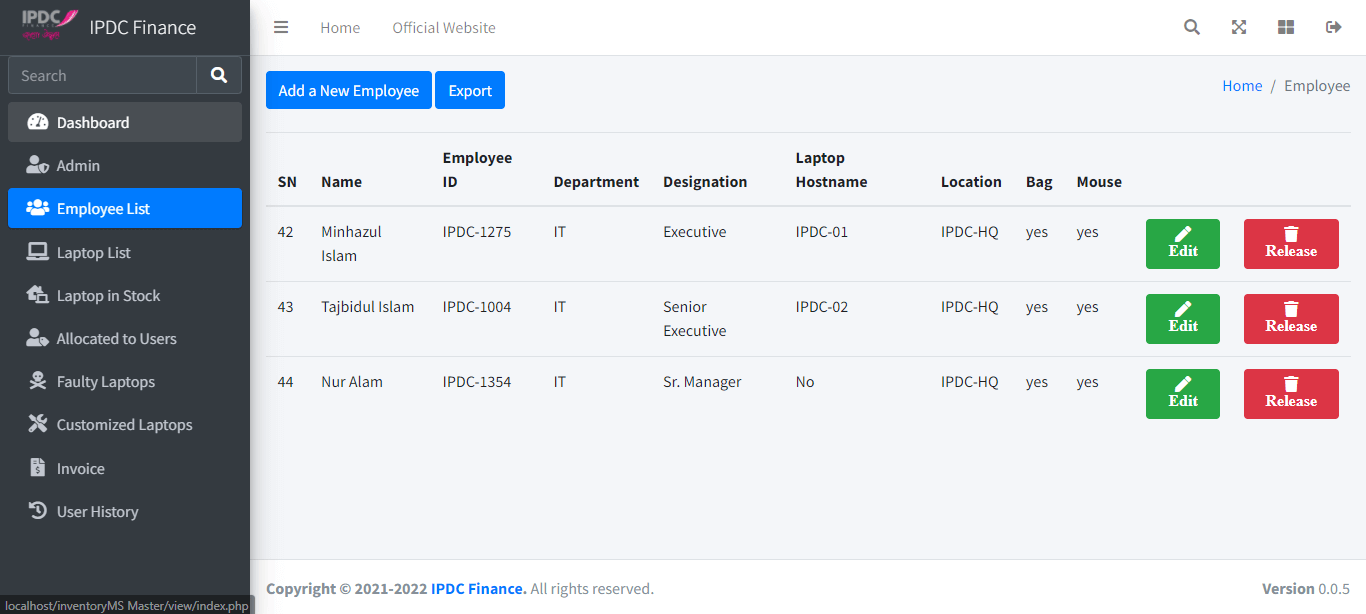 IPDC
FINANCE
IPDC Finance
Home
Official Website
Search
Dashboard
Admin
Employee List
Laptop List
Laptop in Stock
Allocated to Users
Faulty Laptops
Customized Laptops
Invoice
User History
Add a New Employee
Export
Home / Employee
SN Name Employee ID Department Designation Laptop Hostname Location Bag Mouse
42 Minhazul Islam IPDC-1275 IT Executive IPDC-01 IPDC-HQ yes yes Edit Release
43 Tajbidul Islam IPDC-1004 IT Senior Executive IPDC-02 IPDC-HQ yes yes Edit Release
44 Nur Alam IPDC-1354 IT Sr. Manager No IPDC-HQ yes yes Edit Release
Copyright © 2021-2022 IPDC Finance. All rights reserved.
Version 0.0.5
localhost/inventoryMS Master/view/index.php